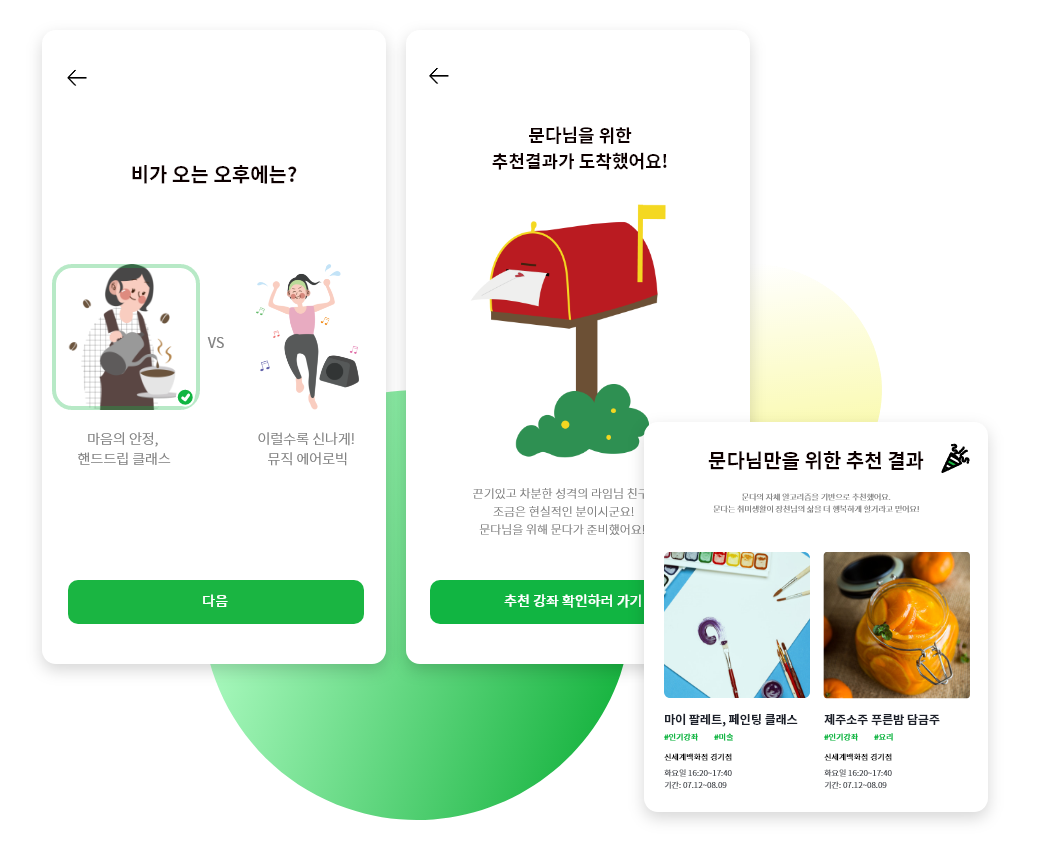 비가 오는 오후에는?
VS
마음의 안정,
핸드드립 클래스
이럴수록 신나게!
뮤직 에어로빅
다음
문다님을 위한
추천결과가 도착했어요!
끈기있고 차분한 성격의 라임님 친구
조금은 현실적인 분이시군요!
문다님을 위해 문다가 준비했어요!
추천 강좌 확인하러 가기
문다님만을 위한 추천 결과
문다의 자체 알고리즘을 기반으로 추천했어요.
문다는 취미생활이 정천님의 삶을 더 행복하게 할거라고 믿어요!
마이 팔레트, 페인팅 클래스
#인기강좌 #미술
신세계백화점 경기점
화요일 16:20~17:40
기간: 07.12~08.09
제주소주 푸른밤 담금주
#인기강좌 #요리
신세계백화점 경기점
화요일 16:20~17:40
기간: 07.12~08.09